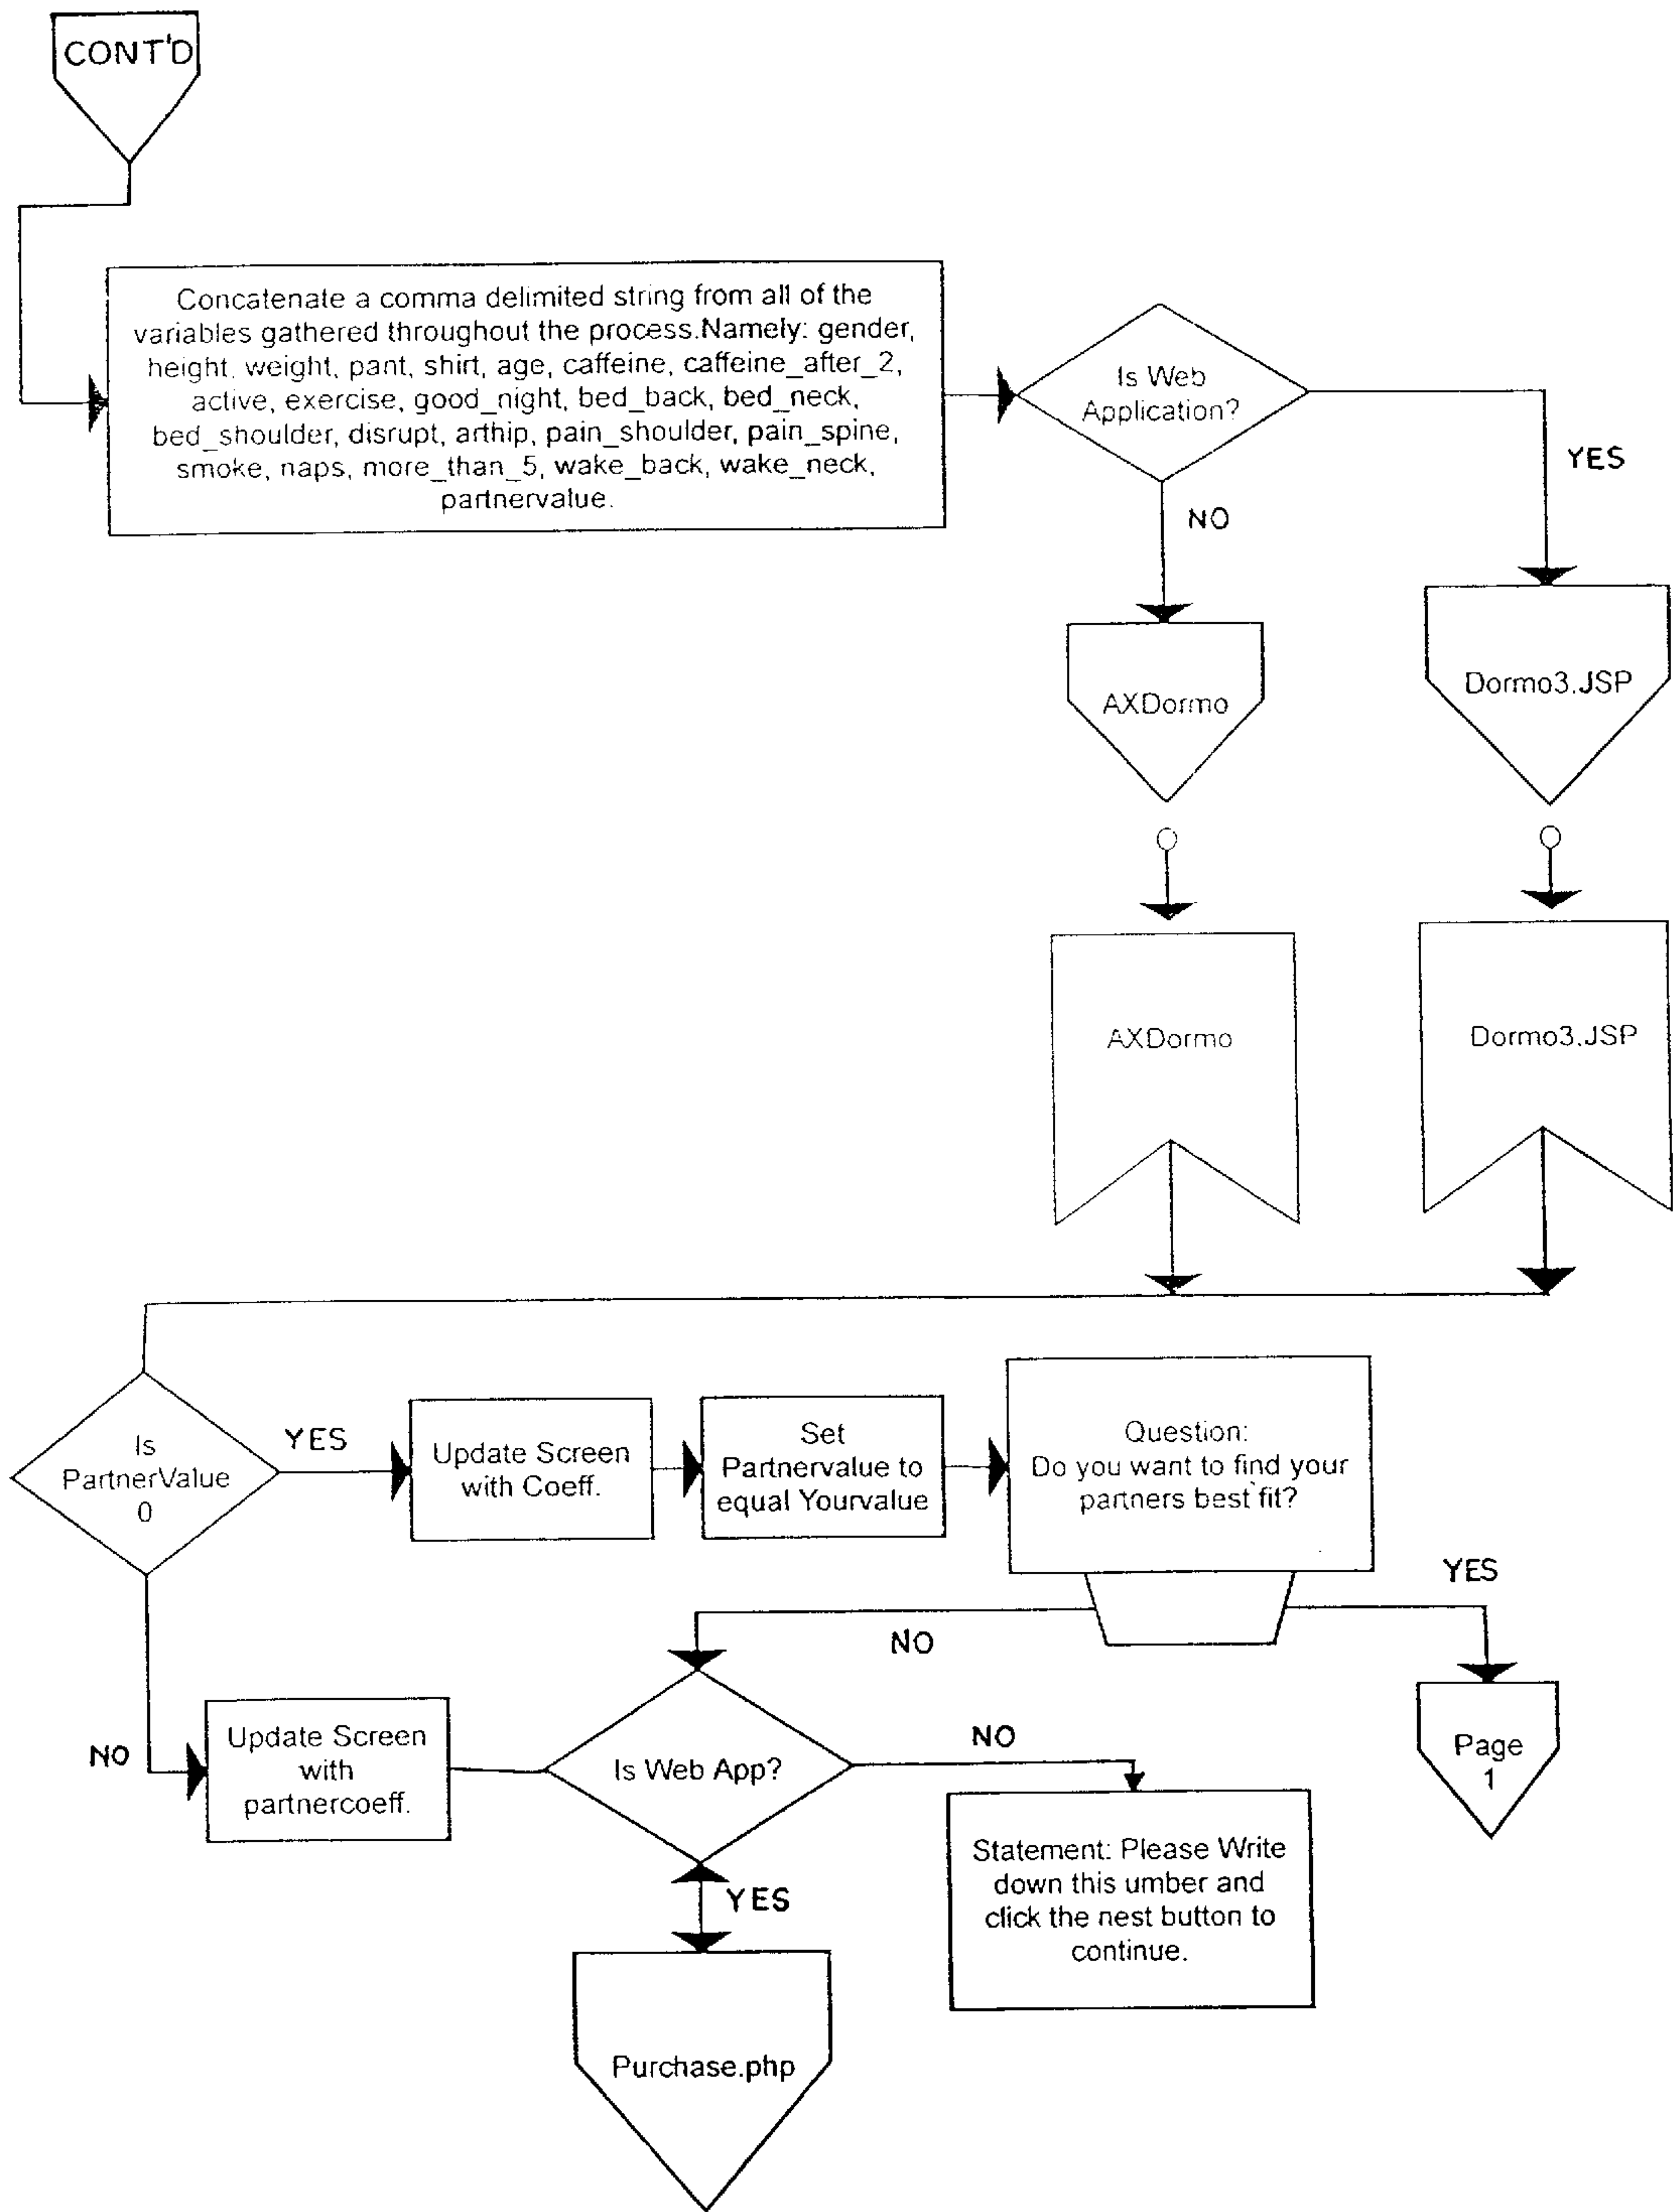 CONT'D
Concatenate a comma delimited string from all of the
variables gathered throughout the process.Namely: gender,
height, weight, pant, shirt, age, caffeine, caffeine_after_2,
active, exercise, good_night, bed_back, bed_neck,
bed_shoulder, disrupt, arthip, pain_shoulder, pain_spine,
smoke, naps, more_than_5, wake_back, wake_neck,
partnervalue.
Is Web
Application?
YES
NO
AXDormo
Dormo3.JSP
AXDormo
Dormo3.JSP
Is
PartnerValue
0
YES
Update Screen
with Coeff.
Set
Partnervalue to
equal Yourvalue
Question:
Do you want to find your
partners best fit?
YES
NO
NO
Update Screen
with
partnercoeff.
Is Web App?
NO
Page
1
Statement: Please Write
down this umber and
click the nest button to
continue.
YES
Purchase.php